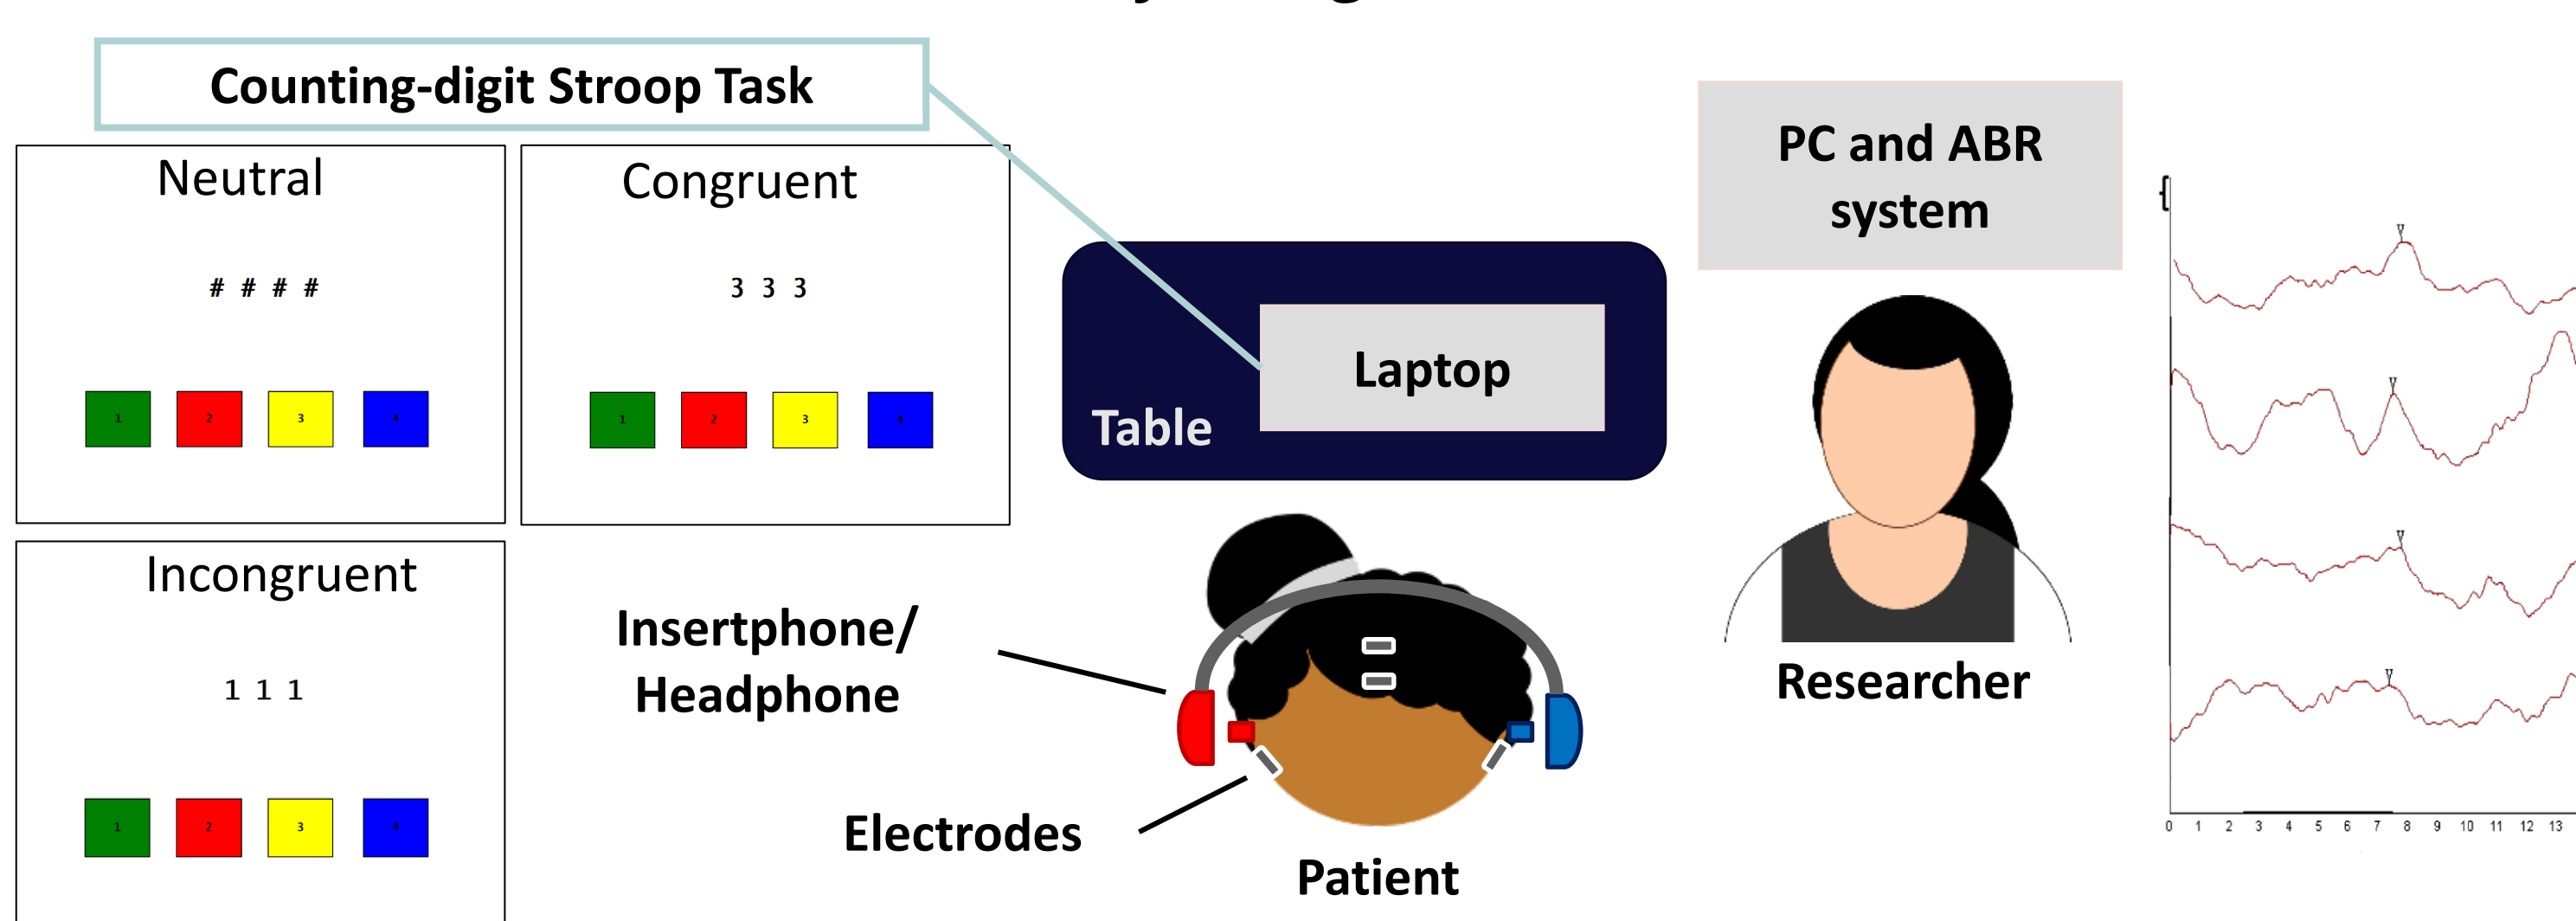 Counting-digit Stroop Task
Neutral
# # # #
1 2 3 4
Congruent
3 3 3
1 2 3 4
Incongruent
1 1 1
1 2 3 4
Table
Laptop
PC and ABR
system
Researcher
Insertphone/
Headphone
Electrodes
Patient
{
V
V
V
V
0 1 2 3 4 5 6 7 8 9 10 11 12 13